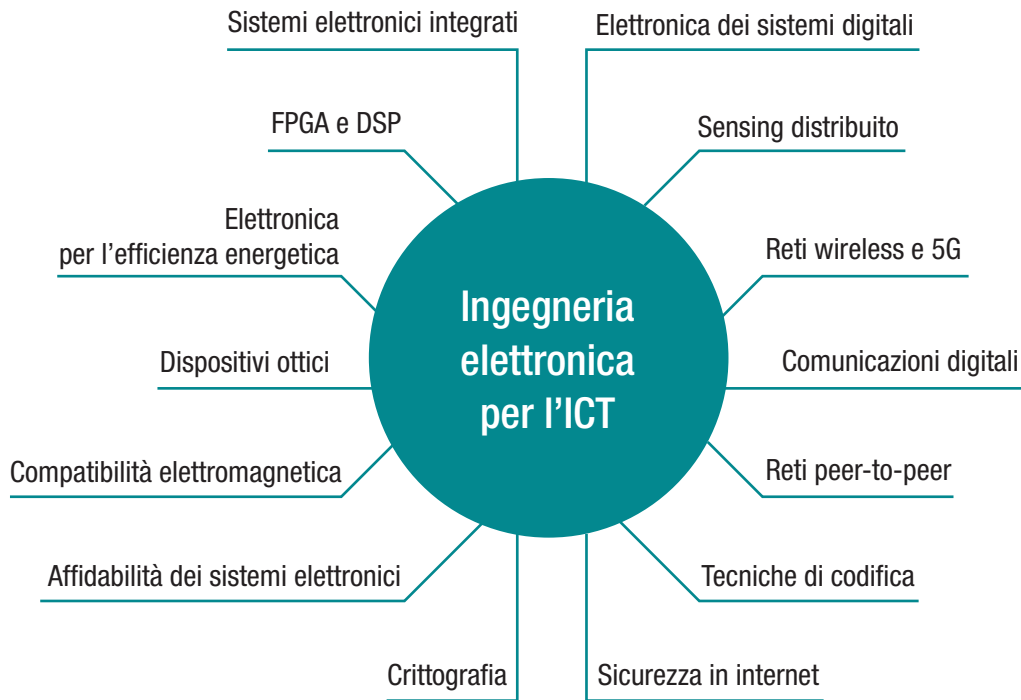 Sistemi elettronici integrati
Elettronica dei sistemi digitali
FPGA e DSP
Sensing distribuito
Elettronica
per l’efficienza energetica
Reti wireless e 5G
Ingegneria
elettronica
per l’ICT
Dispositivi ottici
Comunicazioni digitali
Compatibilità elettromagnetica
Reti peer-to-peer
Affidabilità dei sistemi elettronici
Tecniche di codifica
Crittografia
Sicurezza in internet